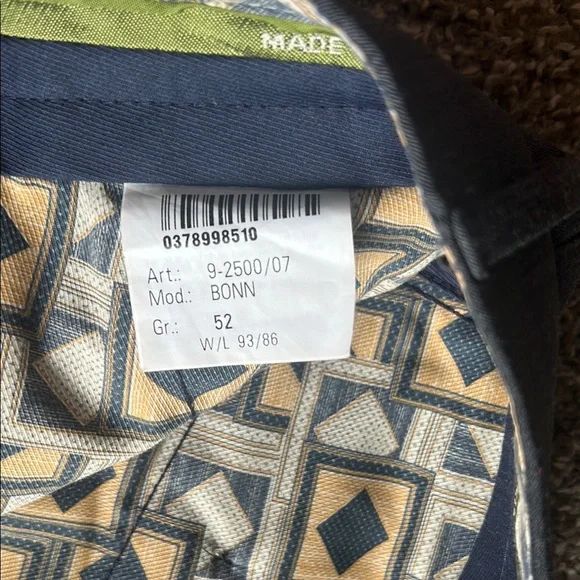 MADE
0378998510
Art.: 9-2500/07
Mod.: BONN
Gr.: 52
W/L 93/86